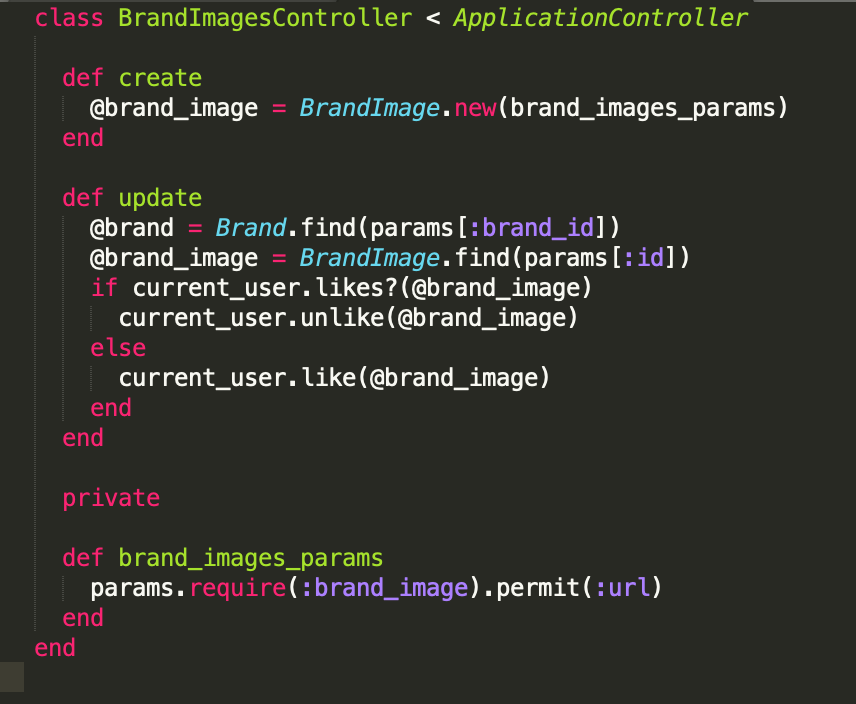 class BrandImagesController < ApplicationController
def create
@brand_image = BrandImage.new(brand_images_params)
end
def update
@brand = Brand.find(params[:brand_id])
@brand_image = BrandImage.find(params[:id])
if current_user.likes?(@brand_image)
current_user.unlike(@brand_image)
else
current_user.like(@brand_image)
end
end
private
def brand_images_params
params.require(:brand_image).permit(:url)
end
end